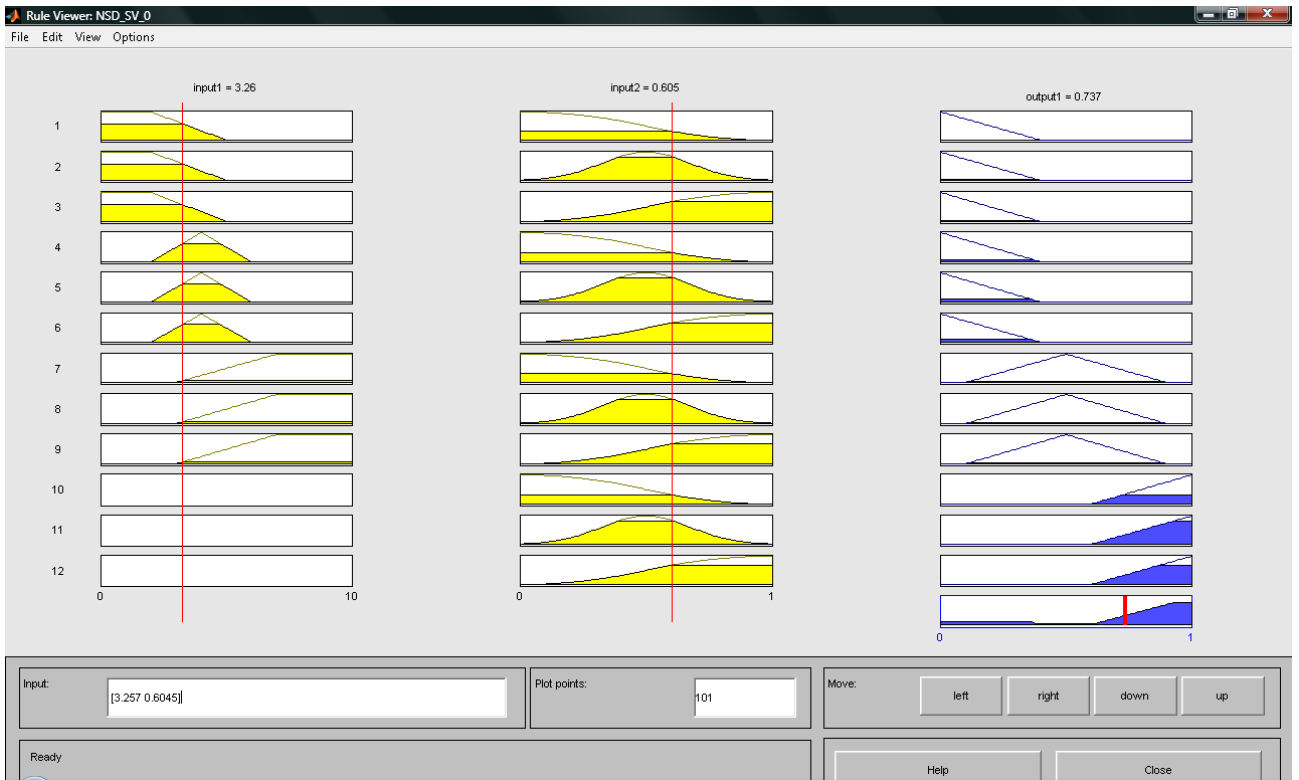 Rule Viewer: NSD_SV_0
File Edit View Options
input1 = 3.26
input2 = 0.605
output1 = 0.737
1
2
3
4
5
6
7
8
9
10
11
12
0 10
0 1
0 1
Input:
[3.257 0.6045]
Plot points:
101
Move:
left right down up
Ready
Help Close